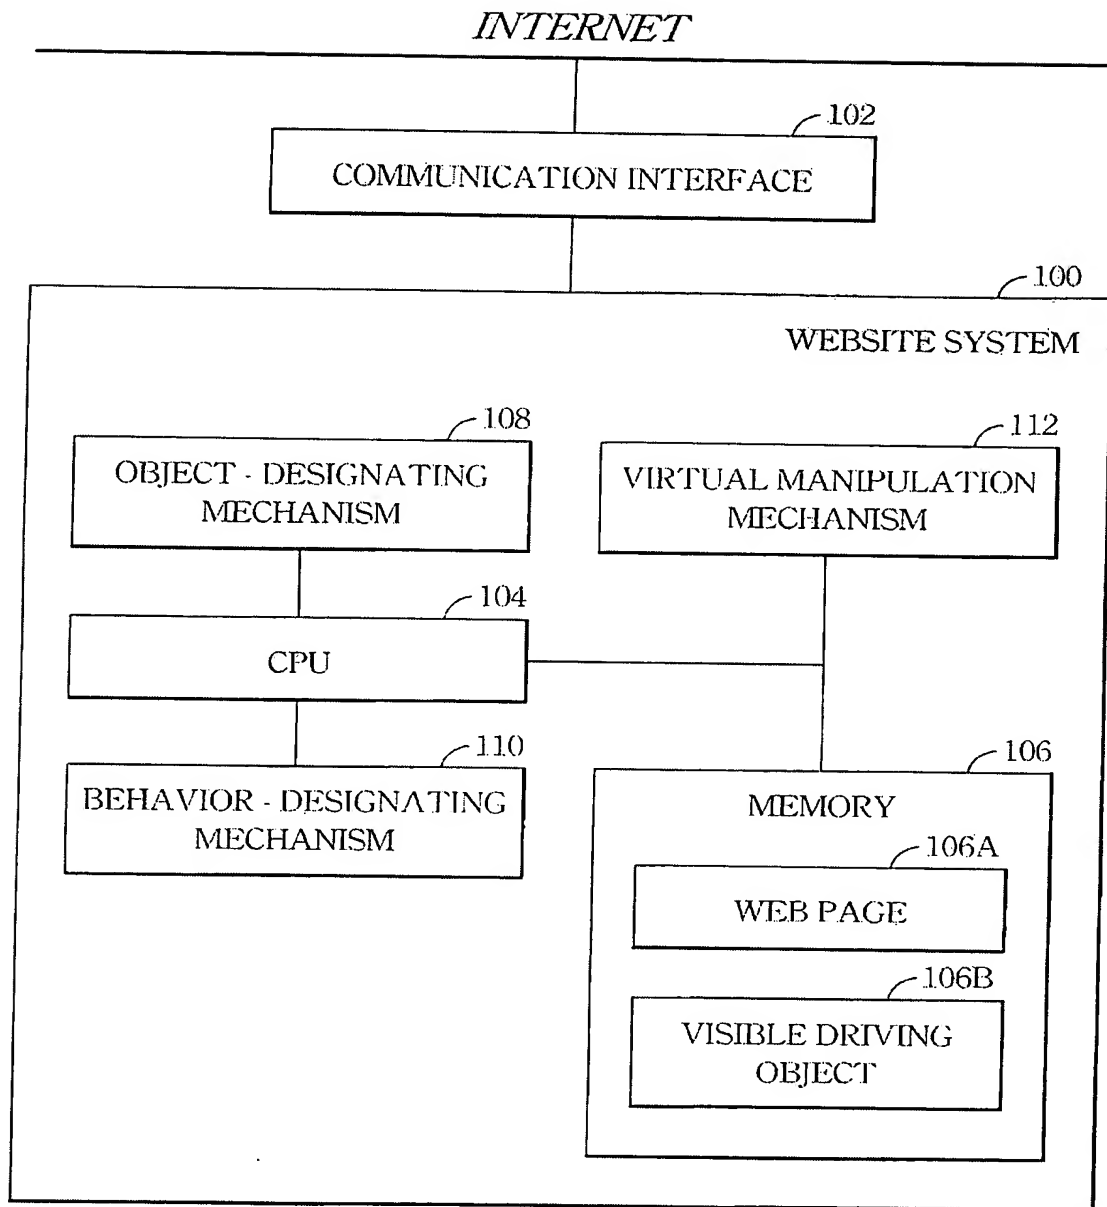 INTERNET
102
COMMUNICATION INTERFACE
100
WEBSITE SYSTEM
108
OBJECT - DESIGNATING
MECHANISM
112
VIRTUAL MANIPULATION
MECHANISM
104
CPU
110
BEHAVIOR - DESIGNATING
MECHANISM
106
MEMORY
106A
WEB PAGE
106B
VISIBLE DRIVING
OBJECT